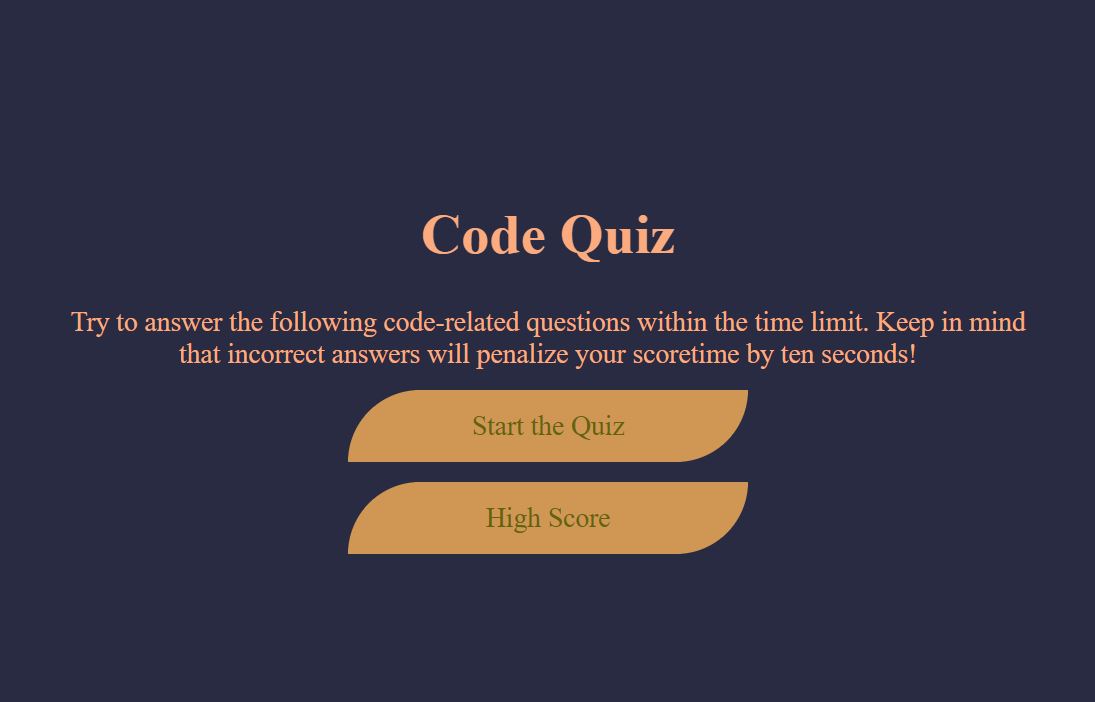 Code Quiz
Try to answer the following code-related questions within the time limit. Keep in mind
that incorrect answers will penalize your scoretime by ten seconds!
Start the Quiz
High Score